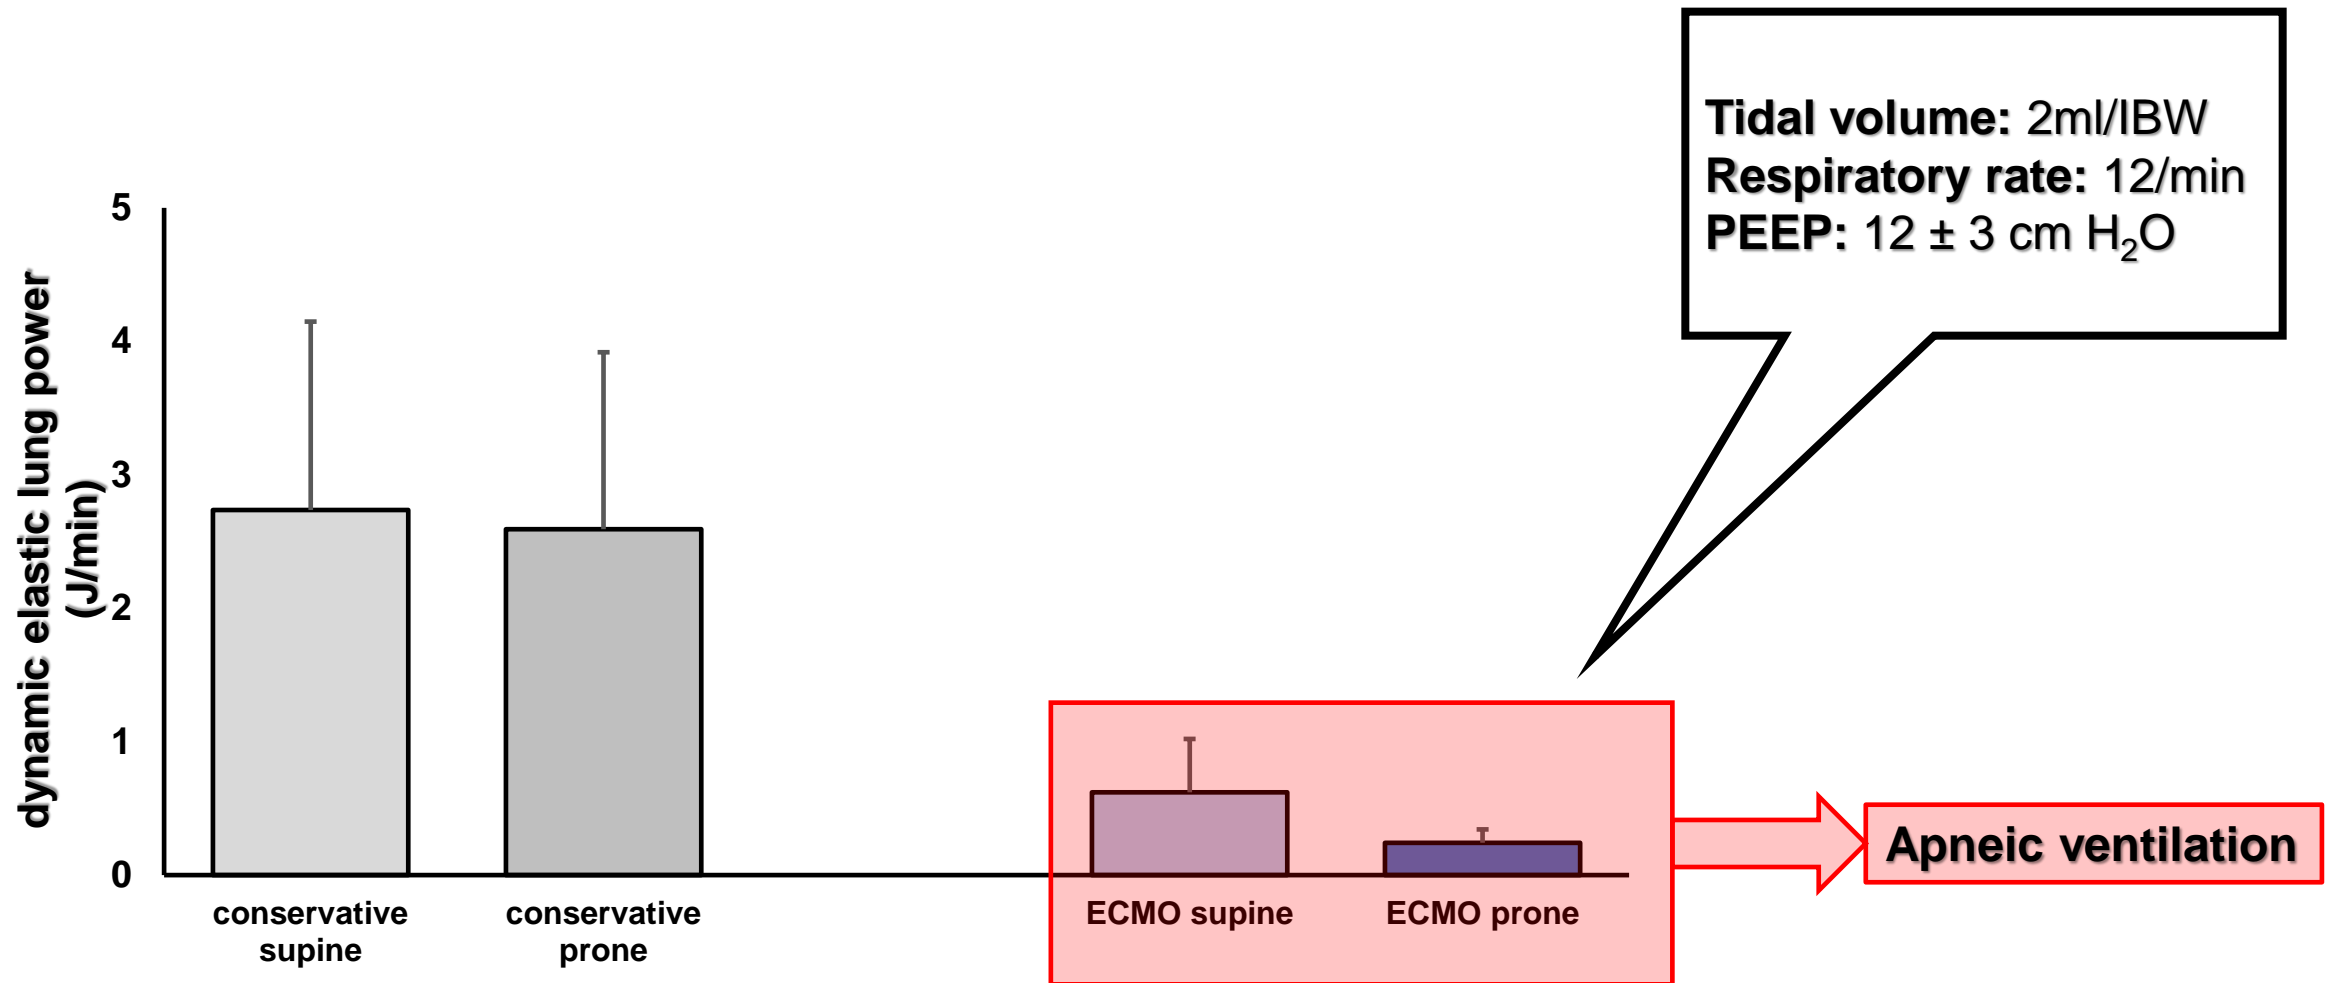 Tidal volume: 2ml/IBW
Respiratory rate: 12/min
PEEP: 12 ± 3 cm H₂O
dynamic elastic lung power
(J/min)
5
4
3
2
1
0
conservative
supine
conservative
prone
ECMO supine
ECMO prone
Apneic ventilation